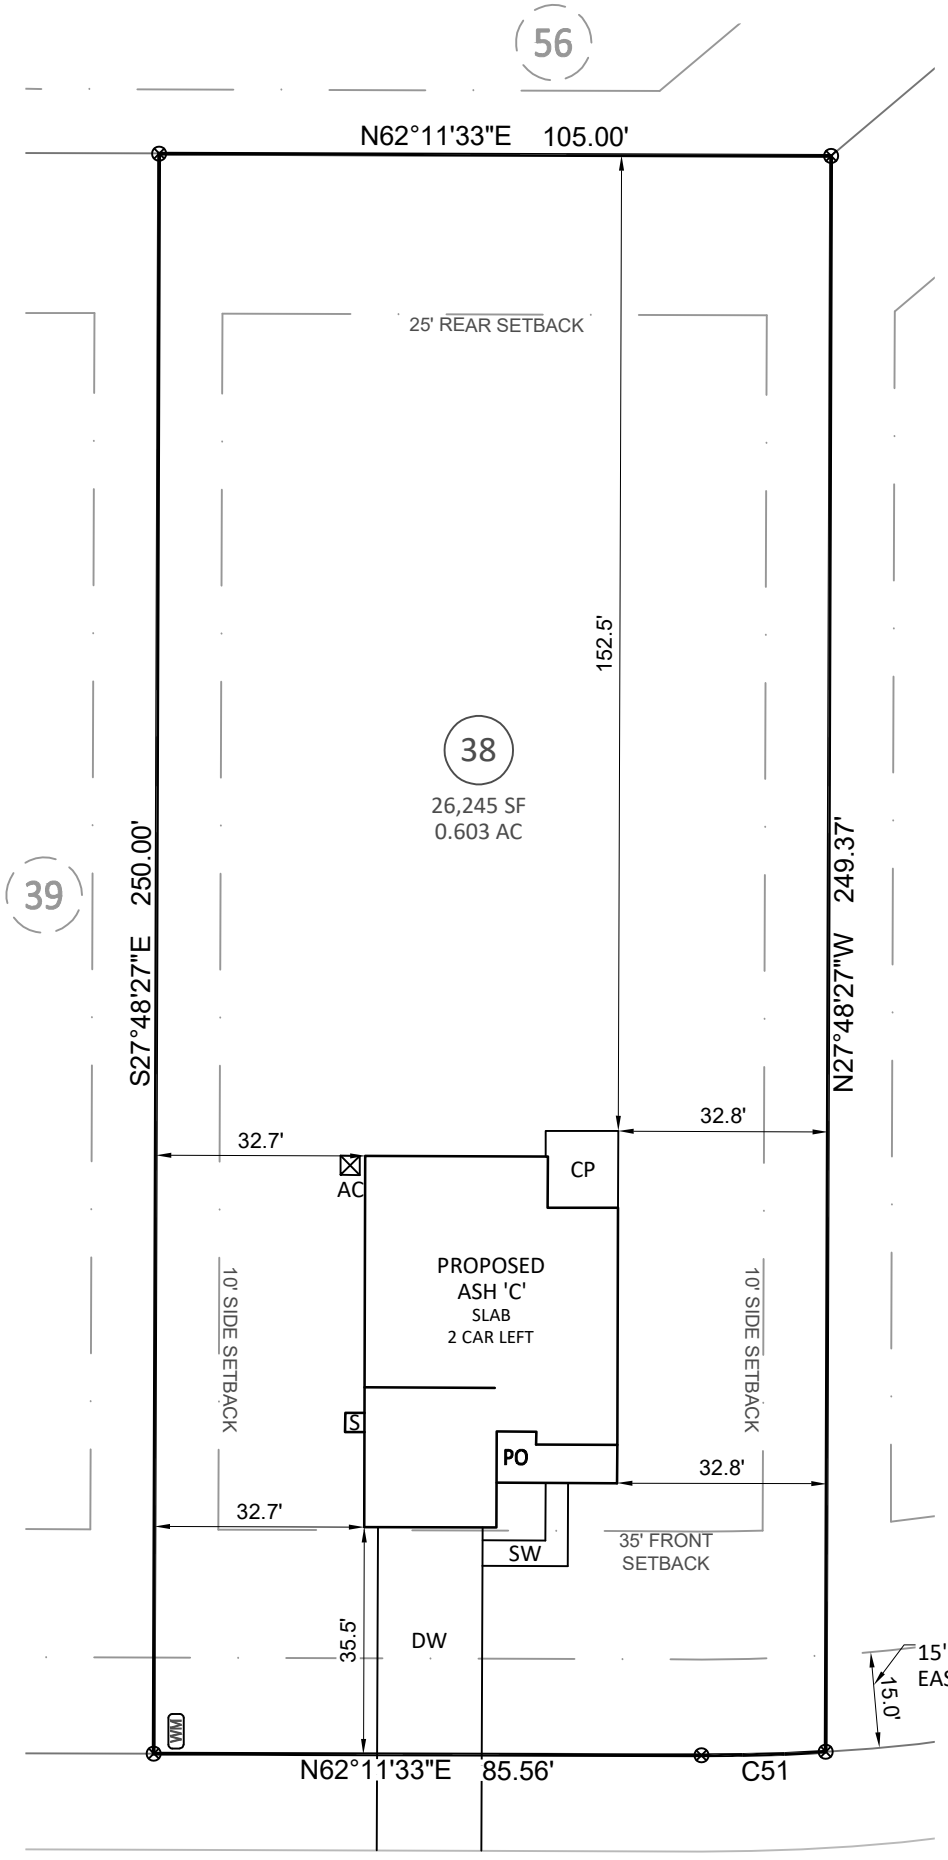 56
N62°11'33"E 105.00'
25' REAR SETBACK
152.5'
38
26,245 SF
0.603 AC
39
S27°48'27"E 250.00'
N27°48'27"W 249.37'
32.7'
32.8'
AC
CP
PROPOSED
ASH 'C'
SLAB
2 CAR LEFT
10' SIDE SETBACK
10' SIDE SETBACK
S
PO
32.8'
32.7'
35' FRONT
SETBACK
SW
35.5'
DW
15'
EAS
15.0'
WM
N62°11'33"E 85.56'
C51